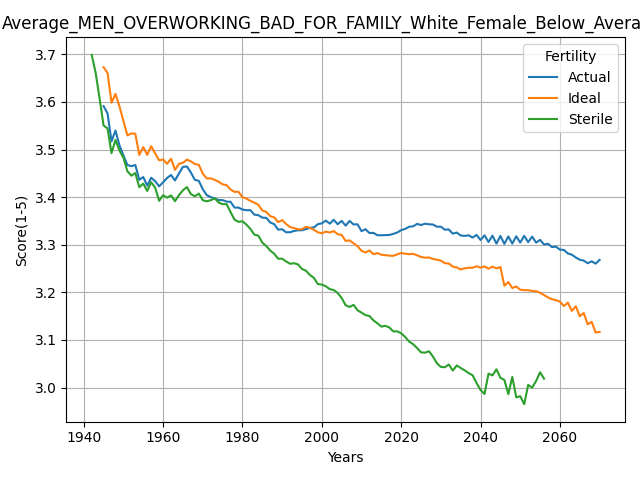 Average_MEN_OVERWORKING_BAD_FOR_FAMILY_White_Female_Below_Avera
Fertility
Actual
Ideal
Sterile
Score(1-5)
3.7
3.6
3.5
3.4
3.3
3.2
3.1
3.0
1940 1960 1980 2000 2020 2040 2060
Years